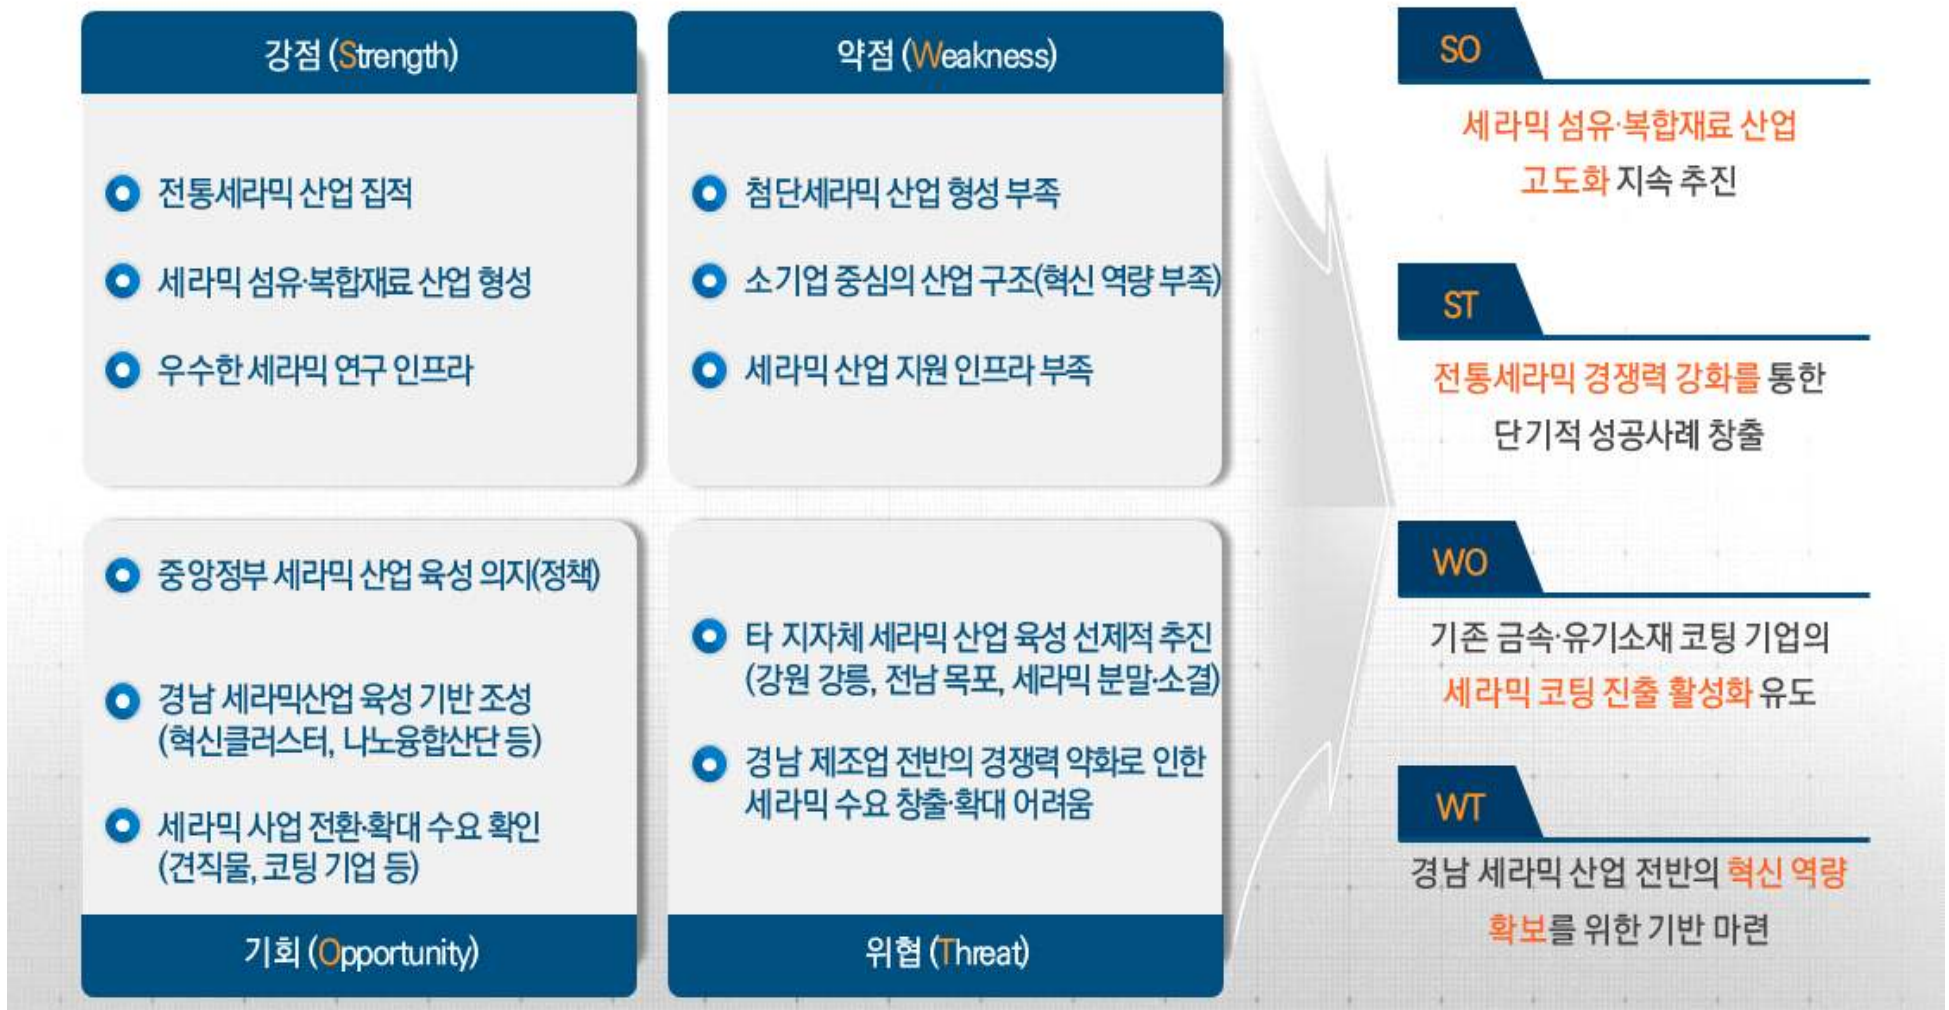 강점 (Strength)
전통세라믹 산업 집적
세라믹 섬유·복합재료 산업 형성
우수한 세라믹 연구 인프라
약점 (Weakness)
첨단세라믹 산업 형성 부족
소기업 중심의 산업 구조(혁신 역량 부족)
세라믹 산업 지원 인프라 부족
중앙정부 세라믹 산업 육성 의지(정책)
경남 세라믹산업 육성 기반 조성
(혁신클러스터, 나노융합산단 등)
세라믹 사업 전환·확대 수요 확인
(견직물, 코팅 기업 등)
기회 (Opportunity)
타 지자체 세라믹 산업 육성 선제적 추진
(강원 강릉, 전남 목포, 세라믹 분말·소결)
경남 제조업 전반의 경쟁력 약화로 인한
세라믹 수요 창출·확대 어려움
위협 (Threat)
SO
세라믹 섬유·복합재료 산업
고도화 지속 추진
ST
전통세라믹 경쟁력 강화를 통한
단기적 성공사례 창출
WO
기존 금속·유기소재 코팅 기업의
세라믹 코팅 진출 활성화 유도
WT
경남 세라믹 산업 전반의 혁신 역량
확보를 위한 기반 마련